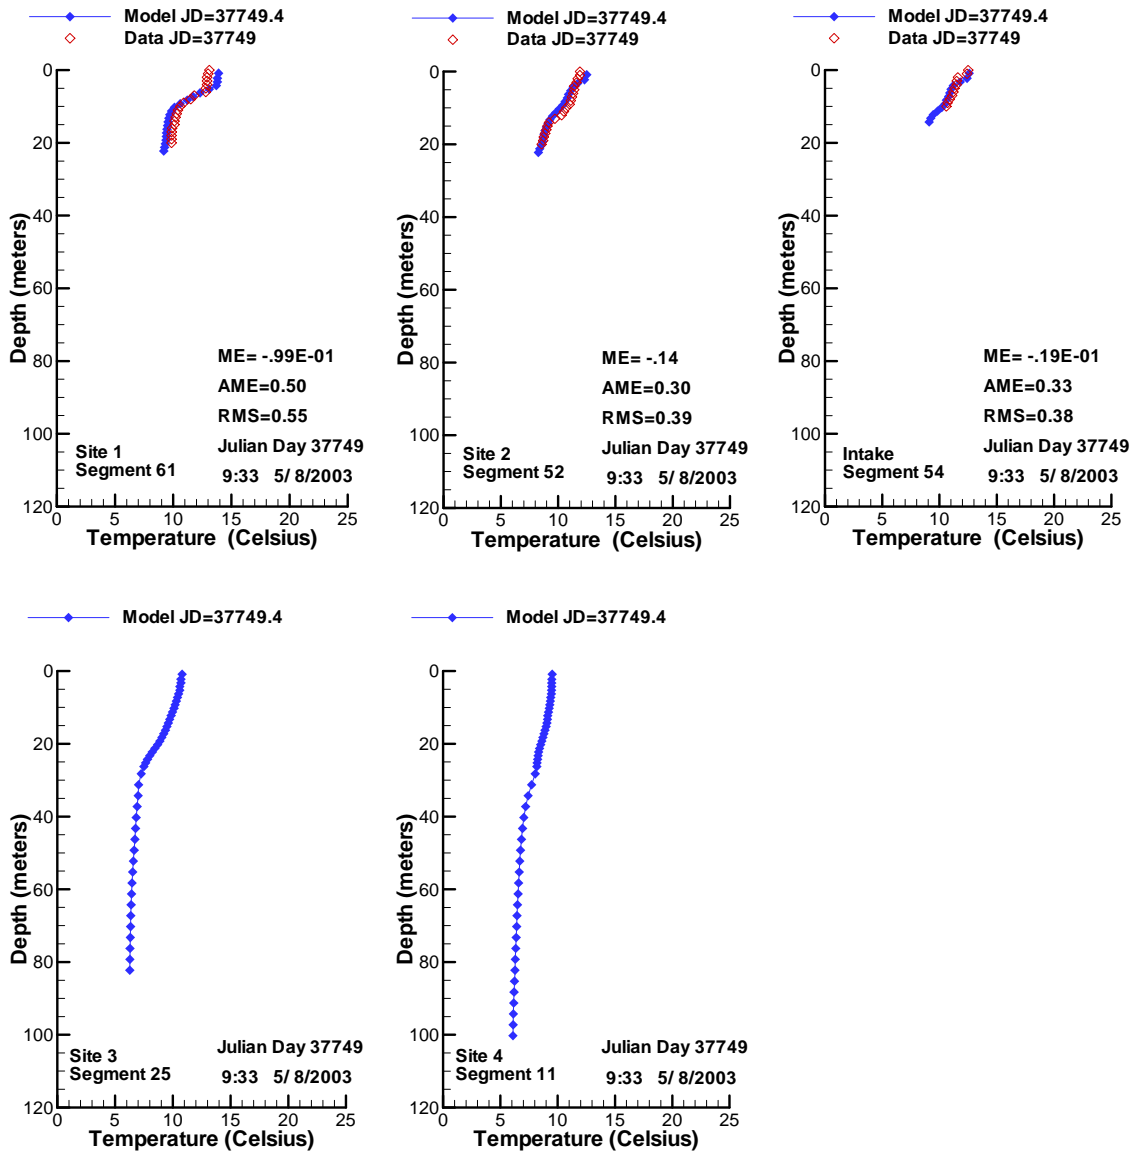 Model JD=37749.4
Data JD=37749
0
20
40
60
80
100
120
Depth (meters)
ME= -.99E-01
AME=0.50
RMS=0.55
Site 1
Segment 61
Julian Day 37749
9:33 5/ 8/2003
0 5 10 15 20 25
Temperature (Celsius)
Model JD=37749.4
Data JD=37749
0
20
40
60
80
100
120
Depth (meters)
ME= -.14
AME=0.30
RMS=0.39
Site 2
Segment 52
Julian Day 37749
9:33 5/ 8/2003
0 5 10 15 20 25
Temperature (Celsius)
Model JD=37749.4
Data JD=37749
0
20
40
60
80
100
120
Depth (meters)
ME= -.19E-01
AME=0.33
RMS=0.38
Intake
Segment 54
Julian Day 37749
9:33 5/ 8/2003
0 5 10 15 20 25
Temperature (Celsius)
Model JD=37749.4
0
20
40
60
80
100
120
Depth (meters)
Site 3
Segment 25
Julian Day 37749
9:33 5/ 8/2003
0 5 10 15 20 25
Temperature (Celsius)
Model JD=37749.4
0
20
40
60
80
100
120
Depth (meters)
Site 4
Segment 11
Julian Day 37749
9:33 5/ 8/2003
0 5 10 15 20 25
Temperature (Celsius)